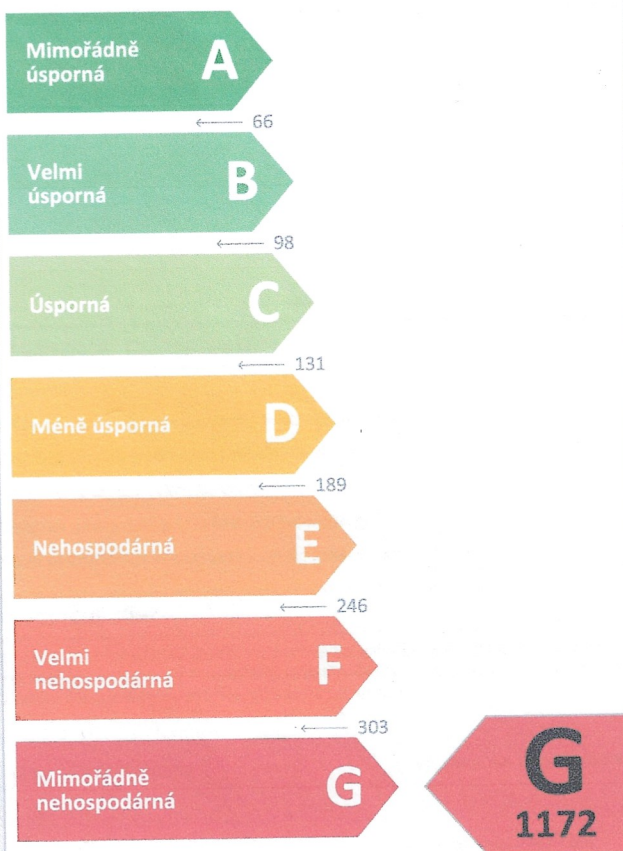 Mimořádně
úsporná
A
← 66
Velmi
úsporná
B
← 98
Úsporná
C
← 131
Méně úsporná
D
← 189
Nehospodárná
E
← 246
Velmi
nehospodárná
F
← 303
Mimořádně
nehospodárná
G
G
1172